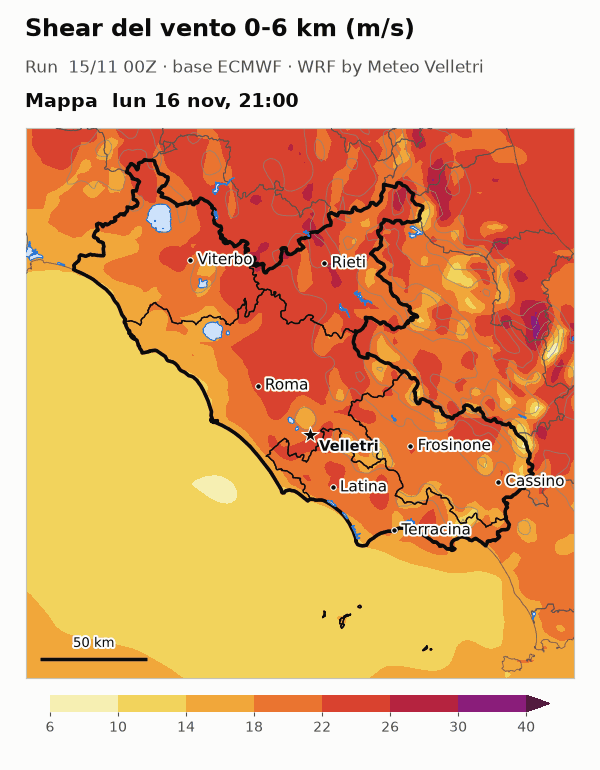 Shear del vento 0-6 km (m/s)
Run 15/11 00Z · base ECMWF · WRF by Meteo Velletri
Mappa lun 16 nov, 21:00
Viterbo
Rieti
Roma
Velletri
Frosinone
Cassino
Latina
Terracina
50 km
6 10 14 18 22 26 30 40